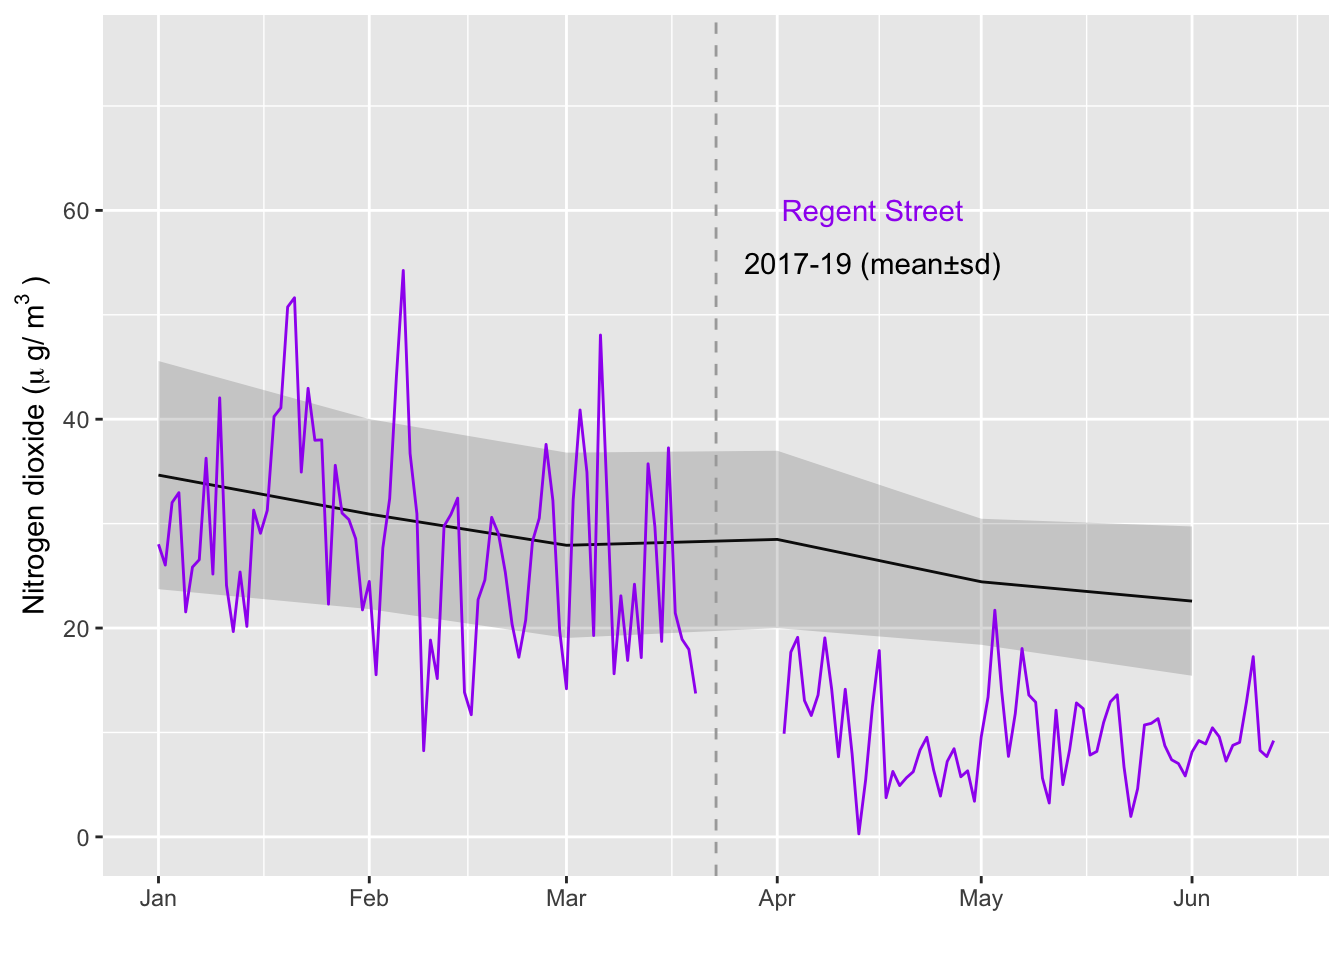 Nitrogen dioxide (μ g/ m³ )
60
40
20
0
Regent Street
2017-19 (mean±sd)
Jan Feb Mar Apr May Jun